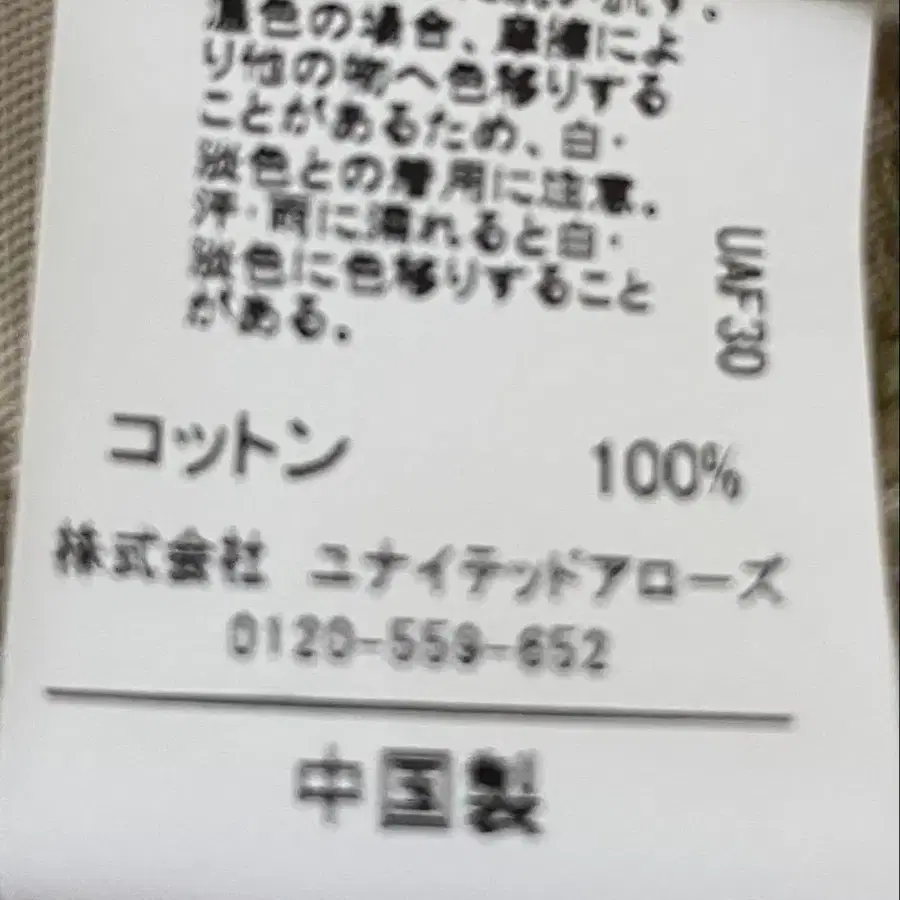 濃色の場合、摩擦によ
り他の物へ色移りする
ことがあるため、白・
淡色との着用に注意。
汗・雨に濡れると白・
淡色に色移りすること
がある。
UAF30
コットン 100%
株式会社 ユナイテッドアローズ
0120-559-652
中国製